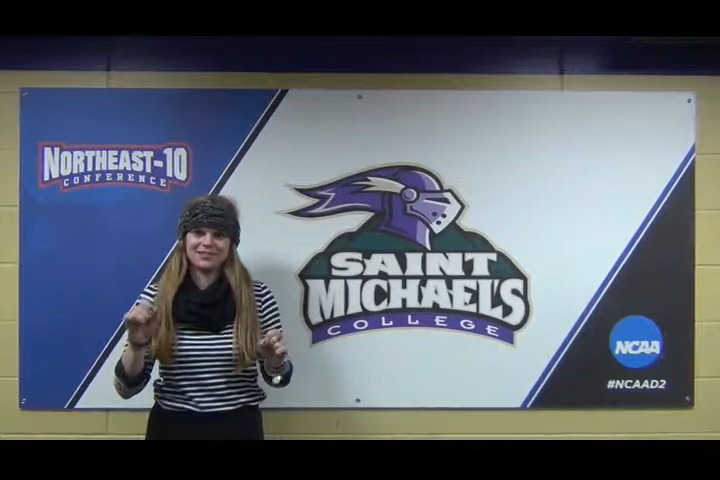 NORTHEAST-10
CONFERENCE
SAINT
MICHAEL'S
COLLEGE
NCAA
#NCAAD2